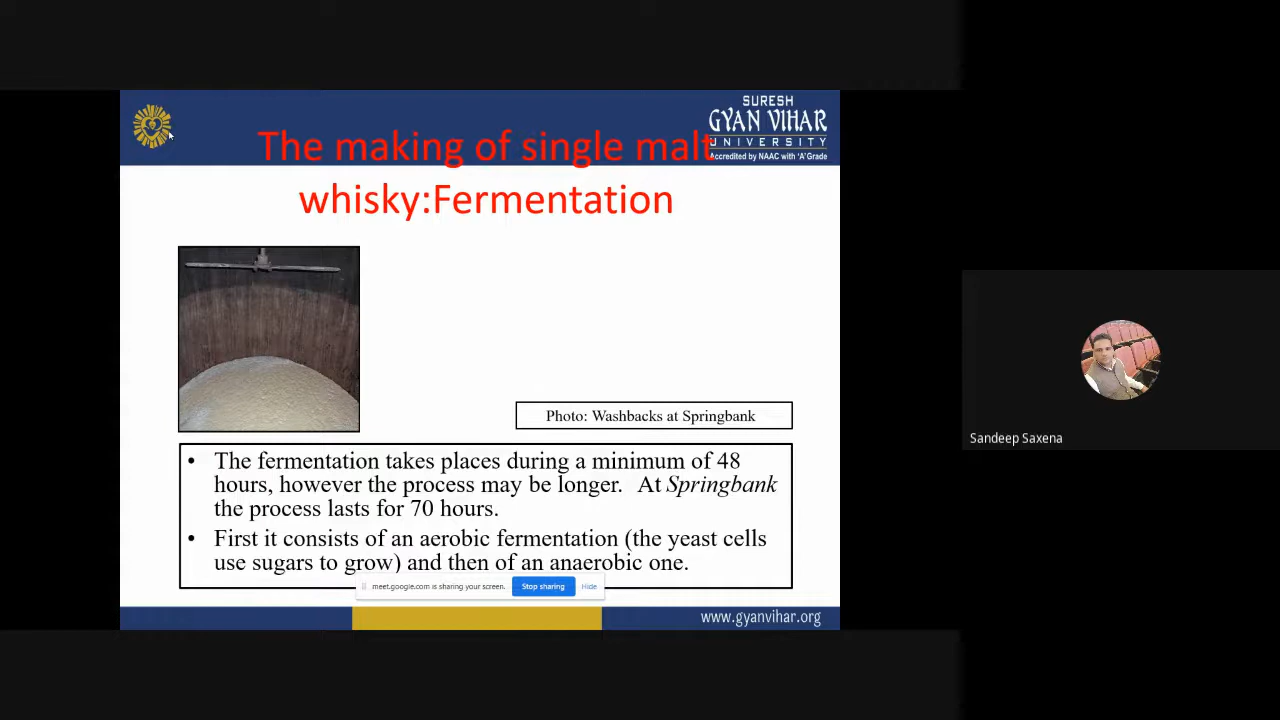 SURESH
GYAN VIHAR
UNIVERSITY
Accredited by NAAC with 'A' Grade
The making of single malt
whisky:Fermentation
Photo: Washbacks at Springbank
• The fermentation takes places during a minimum of 48
hours, however the process may be longer. At Springbank
the process lasts for 70 hours.
• First it consists of an aerobic fermentation (the yeast cells
use sugars to grow) and then of an anaerobic one.
meet.google.com is sharing your screen. Stop sharing Hide
www.gyanvihar.org
Sandeep Saxena